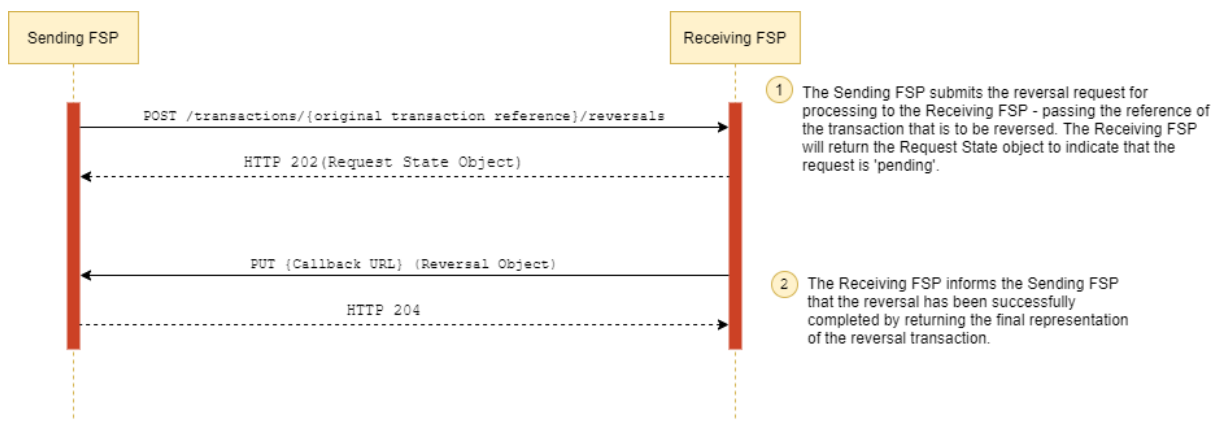 Sending FSP
Receiving FSP
POST /transactions/{original transaction reference}/reversals
HTTP 202(Request State Object)
1
The Sending FSP submits the reversal request for
processing to the Receiving FSP - passing the reference of
the transaction that is to be reversed. The Receiving FSP
will return the Request State object to indicate that the
request is 'pending'.
PUT {Callback URL} (Reversal Object)
HTTP 204
2
The Receiving FSP informs the Sending FSP
that the reversal has been successfully
completed by returning the final representation
of the reversal transaction.